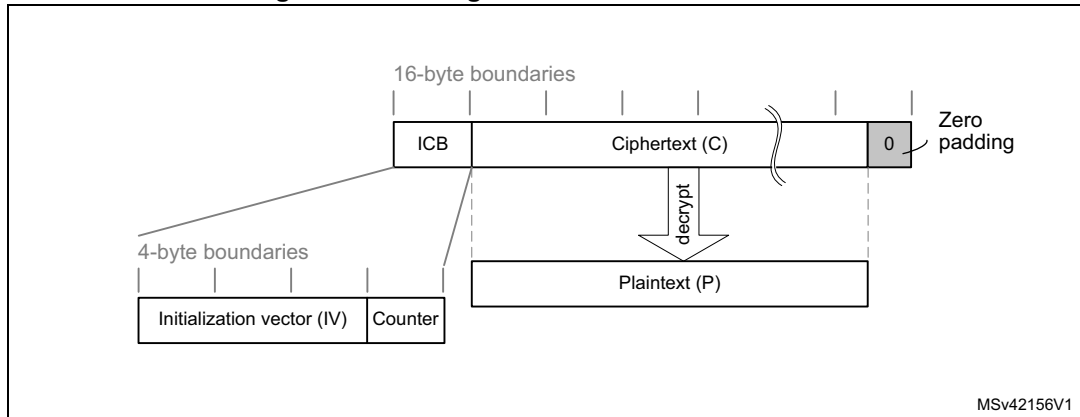 16-byte boundaries
ICB
Ciphertext (C)
0
Zero
padding
decrypt
4-byte boundaries
Plaintext (P)
Initialization vector (IV)
Counter
MSv42156V1